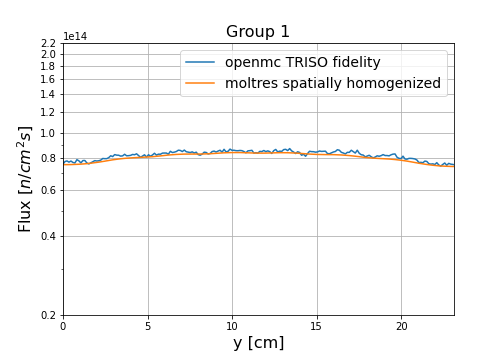 Group 1
1e14
2.2
2.0
1.8
1.6
1.4
1.2
1.0
0.8
0.6
0.4
0.2
Flux [n/cm²s]
openmc TRISO fidelity
moltres spatially homogenized
0 5 10 15 20
y [cm]